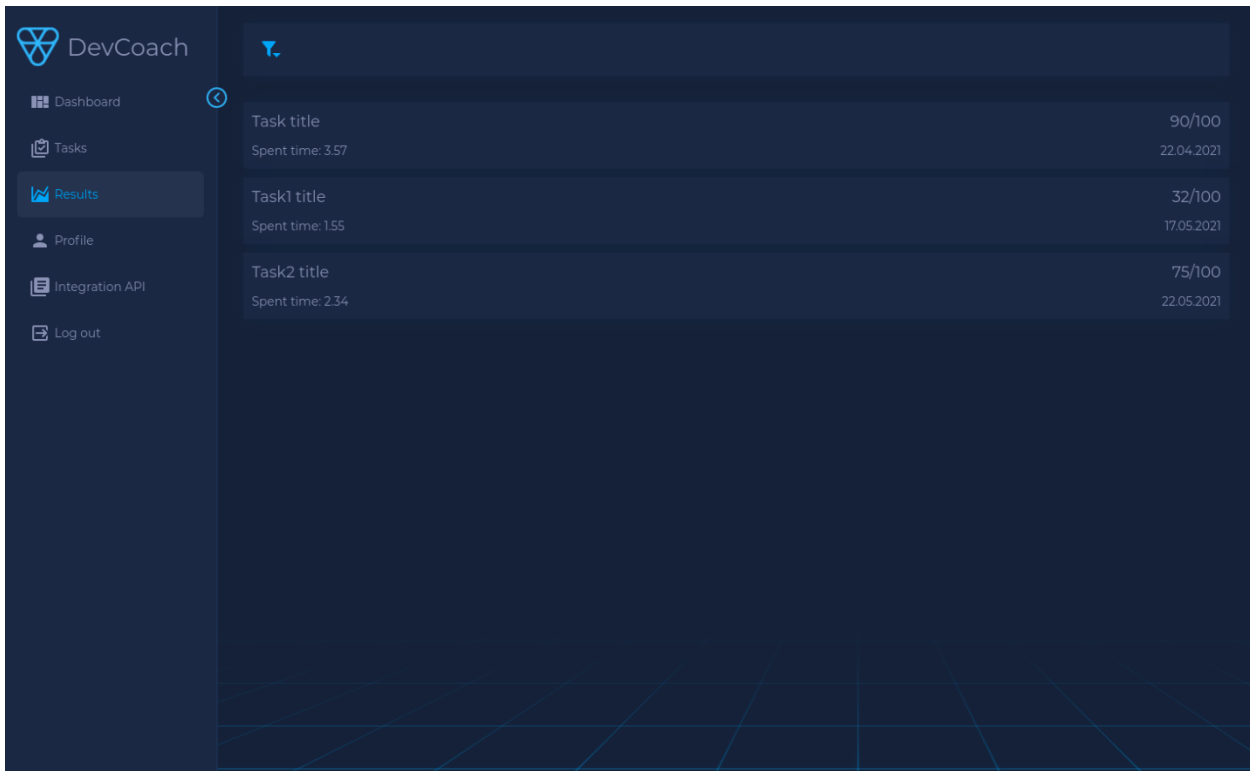 DevCoach
Dashboard
Tasks
Results
Profile
Integration API
Log out
Task title 90/100
Spent time: 3.57 22.04.2021
Task1 title 32/100
Spent time: 1.55 17.05.2021
Task2 title 75/100
Spent time: 2.34 22.05.2021